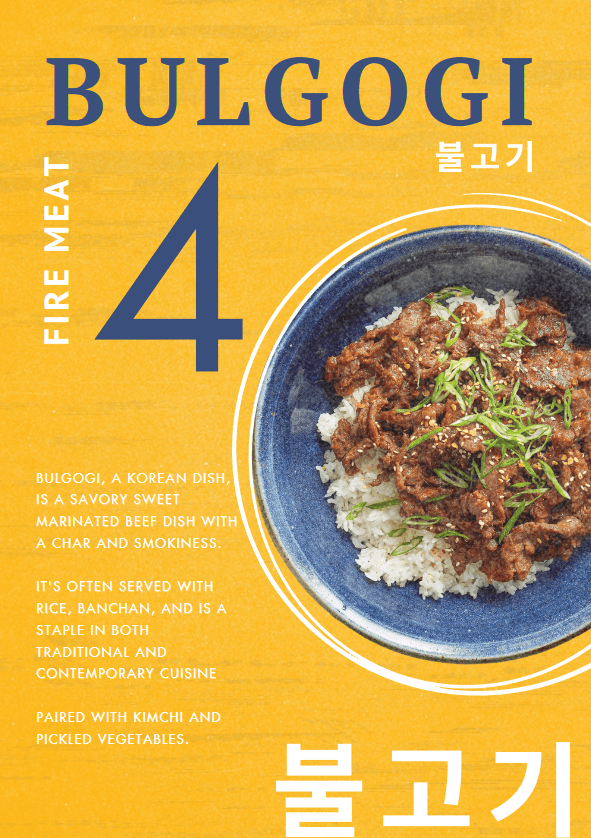 BULGOGI
불고기
FIRE MEAT
4
BULGOGI, A KOREAN DISH,
IS A SAVORY SWEET
MARINATED BEEF DISH WITH
A CHAR AND SMOKINESS.
IT'S OFTEN SERVED WITH
RICE, BANCHAN, AND IS A
STAPLE IN BOTH
TRADITIONAL AND
CONTEMPORARY CUISINE
PAIRED WITH KIMCHI AND
PICKLED VEGETABLES.
불고기